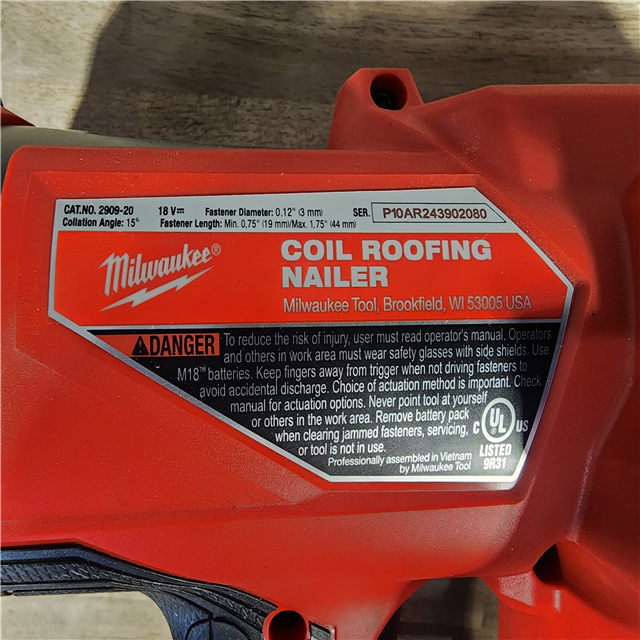 CAT.NO. 2909-20 18 V⎓ Fastener Diameter: 0.12" (3 mm) SER. P10AR243902080
Collation Angle: 15° Fastener Length: Min. 0.75" (19 mm)/Max. 1.75" (44 mm)
Milwaukee®
COIL ROOFING
NAILER
Milwaukee Tool, Brookfield, WI 53005 USA
DANGER To reduce the risk of injury, user must read operator's manual. Operators
and others in work area must wear safety glasses with side shields. Use
M18™ batteries. Keep fingers away from trigger when not driving fasteners to
avoid accidental discharge. Choice of actuation method is important. Check
manual for actuation options. Never point tool at yourself
or others in the work area. Remove battery pack
when clearing jammed fasteners, servicing,
or tool is not in use.
Professionally assembled in Vietnam
by Milwaukee Tool
C UL US
LISTED
9R31